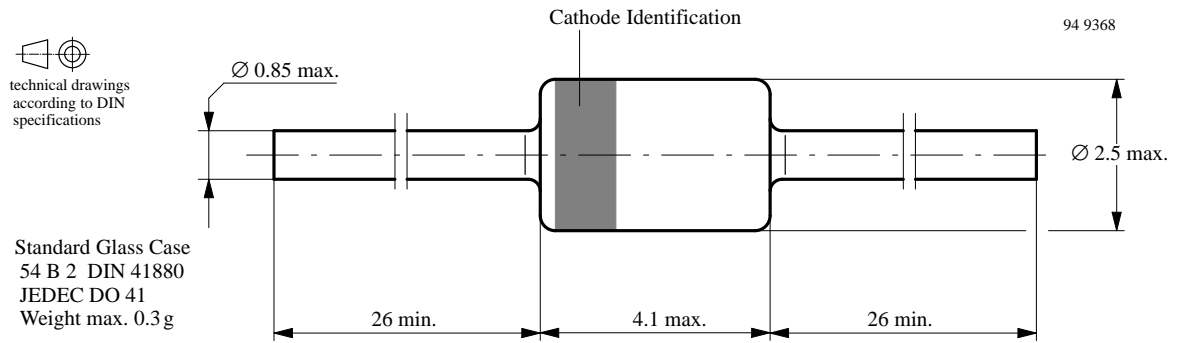 Cathode Identification
94 9368
technical drawings
according to DIN
specifications
∅ 0.85 max.
∅ 2.5 max.
Standard Glass Case
54 B 2 DIN 41880
JEDEC DO 41
Weight max. 0.3 g
26 min.
4.1 max.
26 min.